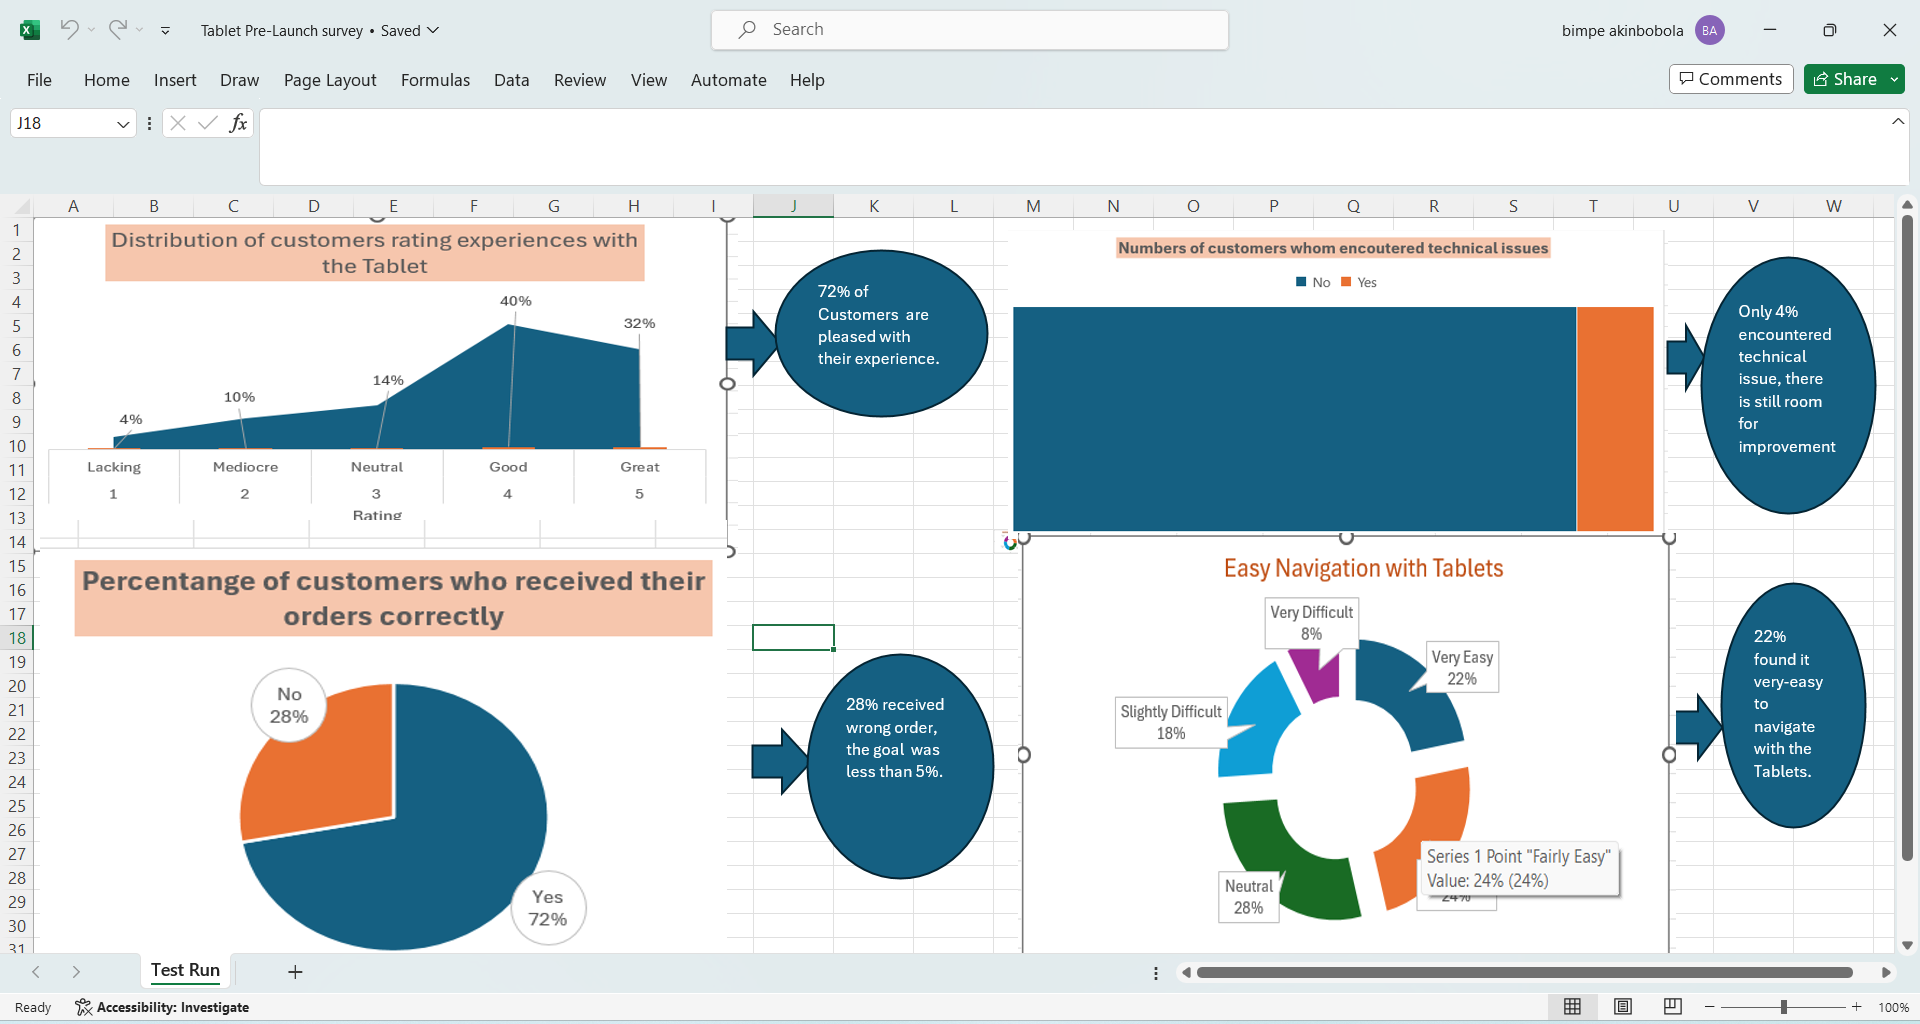 Tablet Pre-Launch survey • Saved
Search
bimpe akinbobola
BA
File
Home
Insert
Draw
Page Layout
Formulas
Data
Review
View
Automate
Help
Comments
Share
J18
fx
A B C D E F G H I J K L M N O P Q R S T U V W
1
2
3
4
5
6
7
8
9
10
11
12
13
14
15
16
17
18
19
20
21
22
23
24
25
26
27
28
29
30
31
Distribution of customers rating experiences with
the Tablet
40%
32%
14%
10%
4%
Lacking Mediocre Neutral Good Great
1 2 3 4 5
Rating
72% of
Customers are
pleased with
their experience.
Numbers of customers whom encoutered technical issues
No Yes
Only 4%
encountered
technical
issue, there
is still room
for
improvement
Percentange of customers who received their
orders correctly
No
28%
Yes
72%
28% received
wrong order,
the goal was
less than 5%.
Easy Navigation with Tablets
Very Difficult
8%
Very Easy
22%
Slightly Difficult
18%
Neutral
28%
Series 1 Point "Fairly Easy"
Value: 24% (24%)
24%
22%
found it
very-easy
to
navigate
with the
Tablets.
Test Run
Ready
Accessibility: Investigate
100%